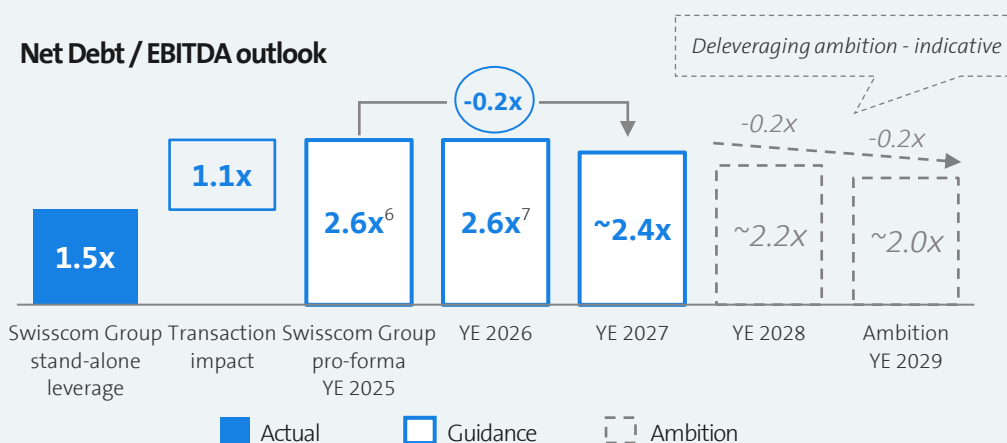 Net Debt / EBITDA outlook
Deleveraging ambition - indicative
-0.2x
-0.2x
-0.2x
1.5x
1.1x
2.6x⁶
2.6x⁷
~2.4x
~2.2x
~2.0x
Swisscom Group
stand-alone
leverage
Transaction
impact
Swisscom Group
pro-forma
YE 2025
YE 2026
YE 2027
YE 2028
Ambition
YE 2029
Actual
Guidance
Ambition